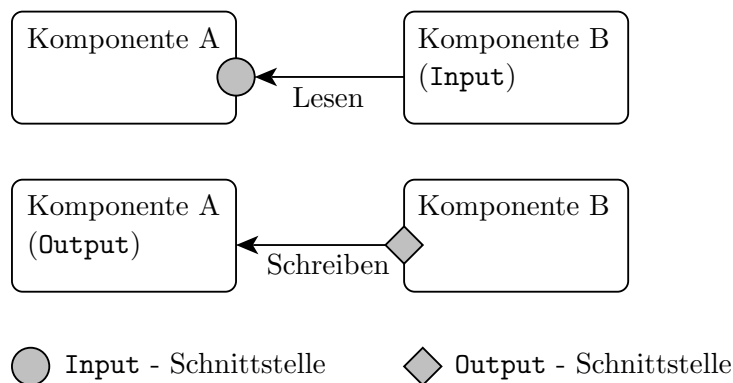 Komponente A
Komponente B
(Input)
Lesen
Komponente A
(Output)
Komponente B
Schreiben
Input - Schnittstelle
Output - Schnittstelle